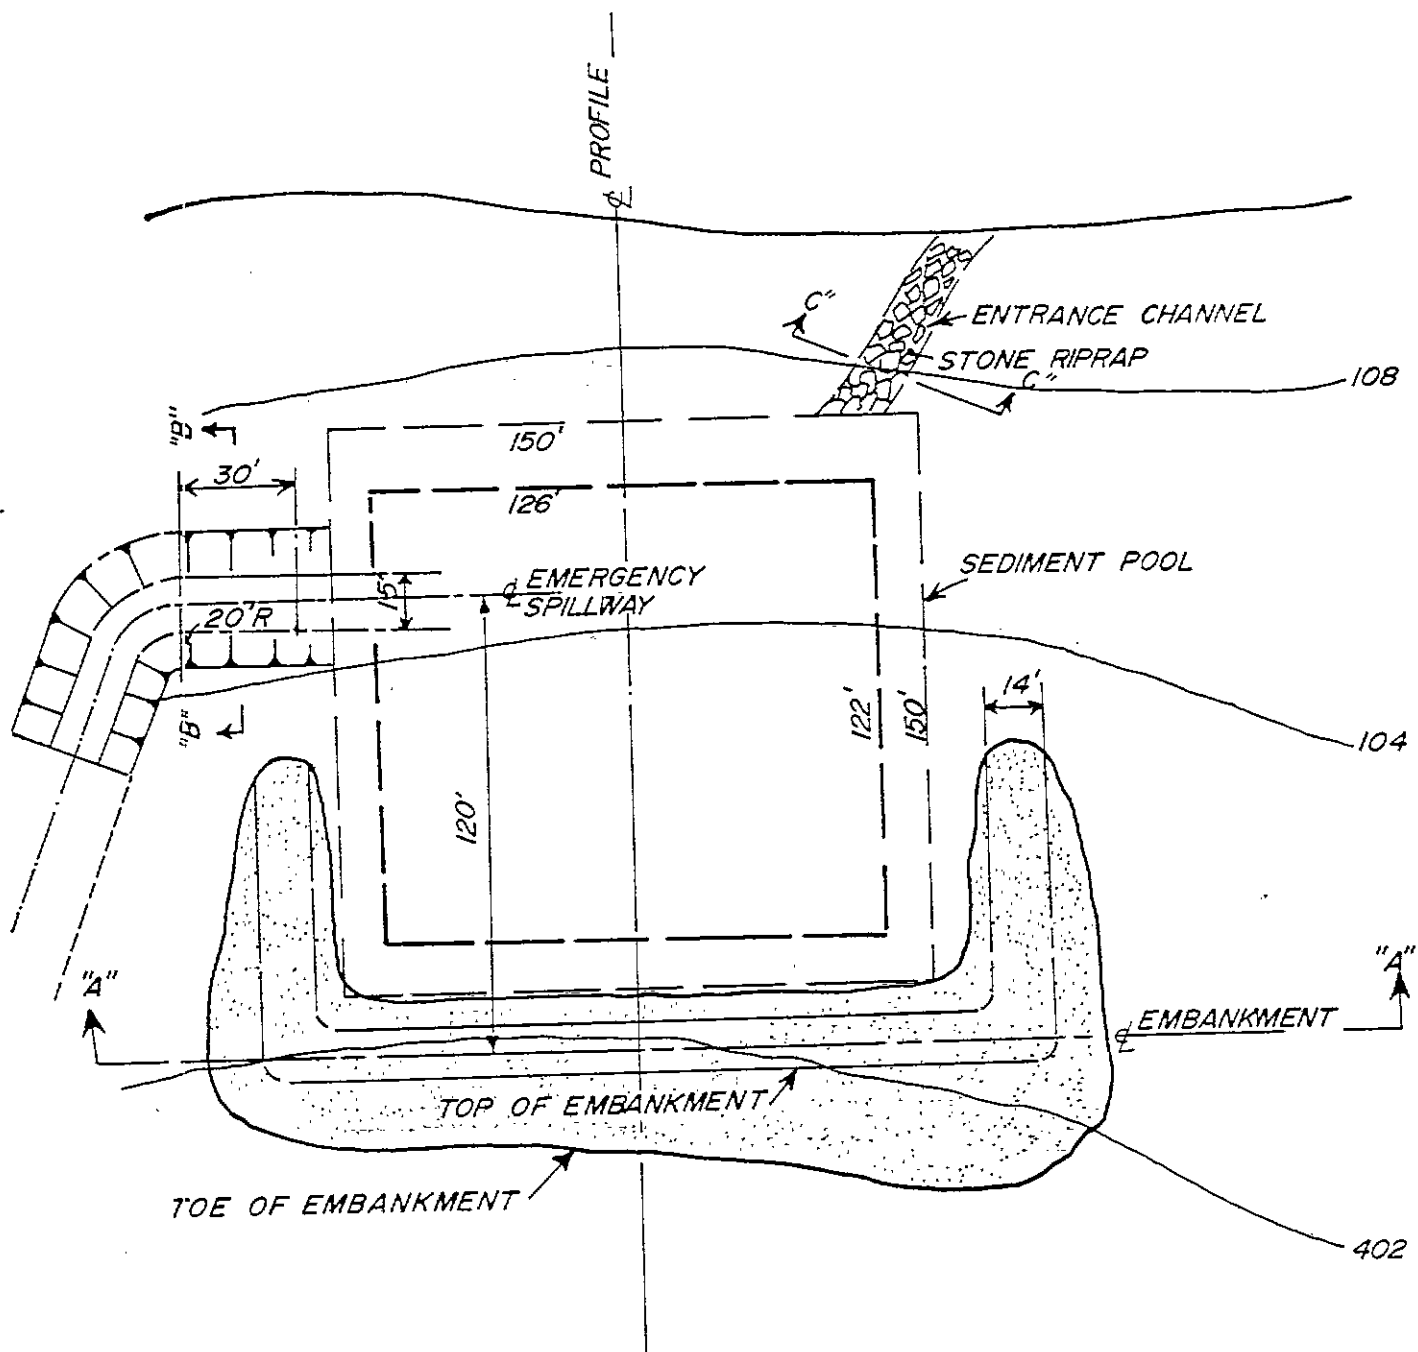 ℄ PROFILE
"C"
ENTRANCE CHANNEL
STONE RIPRAP
"C"
108
"B"
150'
30'
126'
SEDIMENT POOL
℄ EMERGENCY
SPILLWAY
15'
20'R
14'
122'
150'
"B"
104
120'
"A"
"A"
℄ EMBANKMENT
TOP OF EMBANKMENT
TOE OF EMBANKMENT
402